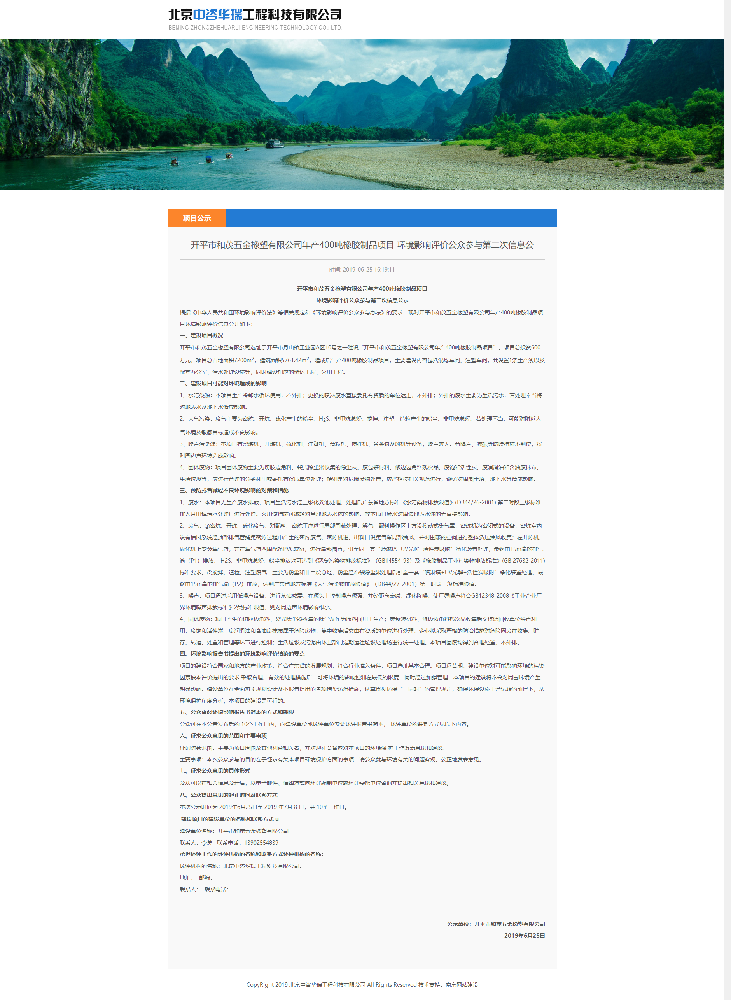 北京中咨华瑞工程科技有限公司
BEIJING ZHONGZHEHUARUI ENGINEERING TECHNOLOGY CO., LTD.
项目公示
开平市和茂五金橡塑有限公司年产400吨橡胶制品项目 环境影响评价公众参与第二次信息公
时间: 2019-06-25 16:19:11
开平市和茂五金橡塑有限公司年产400吨橡胶制品项目
环境影响评价公众参与第二次信息公示
根据《中华人民共和国环境影响评价法》等相关规定和《环境影响评价公众参与办法》的要求，现对开平市和茂五金橡塑有限公司年产400吨橡胶制品项
目环境影响评价信息公开如下：
一、建设项目概况
开平市和茂五金橡塑有限公司选址于开平市月山镇工业园A区10号之一建设“开平市和茂五金橡塑有限公司年产400吨橡胶制品项目”。项目总投资600
万元，项目总占地面积7200m²，建筑面积5761.42m²，建成后年产400吨橡胶制品项目，主要建设内容包括混炼车间、注塑车间，共设置1条生产线以及
配套办公室、污水处理设施等，同时建设相应的储运工程、公用工程。
二、建设项目可能对环境造成的影响
1、水污染源：本项目生产冷却水循环使用，不外排；更换的喷淋废水直接委托有资质的单位运走，不外排；外排的废水主要为生活污水，若处理不当将
对地表水及地下水造成影响。
2、大气污染：废气主要为密炼、开炼、硫化产生的粉尘、H₂S、非甲烷总烃；搅拌、注塑、造粒产生的粉尘、非甲烷总烃。若处理不当，可能对附近大
气环境及敏感目标造成不良影响。
3、噪声污染源：本项目有密炼机、开炼机、硫化剂、注塑机、造粒机、搅拌机、各类泵及风机等设备，噪声较大。若隔声、减振等防噪措施不到位，将
对周边声环境造成影响。
4、固体废物：项目固体废物主要为切胶边角料、袋式除尘器收集的除尘灰、废包装材料、修边边角料残次品、废饱和活性炭、废润滑油和含油废抹布、
生活垃圾等，应进行合理的分类利用或委托有资质单位处理；特别是对危险废物处置，应严格按相关规范进行，避免对周围土壤、地下水等造成影响。
三、预防或者减轻不良环境影响的对策和措施
1、废水：本项目无生产废水排放，项目生活污水经三级化粪池处理，处理后广东省地方标准《水污染物排放限值》(DB44/26-2001) 第二时段三级标准
排入月山镇污水处理厂进行处理。采用该措施可减轻对当地地表水体的影响。故本项目废水对周边地表水体的无直接影响。
2、废气：①密炼、开炼、硫化废气，对配料、密炼工序进行局部围蔽处理，解包、配料操作区上方设移动式集气罩，密炼机为密闭式的设备，密炼室内
设有抽风系统经顶部排气管捕集密炼过程中产生的密炼废气，密炼机进、出料口设集气罩局部抽风，并对围蔽的空间进行整体负压抽风收集；在开炼机、
硫化机上安装集气罩，并在集气罩四周配备PVC软帘，进行局部围合，引至同一套“喷淋塔+UV光解+活性炭吸附”净化装置处理，最终由15m高的排气
筒（P1）排放， H2S、非甲烷总烃、粉尘排放均可达到《恶臭污染物排放标准》（GB14554-93）及《橡胶制品工业污染物排放标准》(GB 27632-2011)
标准要求。②搅拌、造粒、注塑废气，主要为粉尘和非甲烷总烃，粉尘经布袋除尘器处理后引至一套“喷淋塔+UV光解+活性炭吸附”净化装置处理，最
终由15m高的排气筒（P2）排放，达到广东省地方标准《大气污染物排放限值》（DB44/27-2001）第二时段二级标准限值。
3、噪声：项目通过采用低噪声设备，进行基础减震，在源头上控制噪声源强，并经距离衰减，绿化降噪，使厂界噪声符合GB12348-2008《工业企业厂
界环境噪声排放标准》2类标准限值，则对周边声环境影响很小。
4、固体废物：项目产生的切胶边角料、袋式除尘器收集的除尘灰作为原料回用于生产；废包装材料、修边边角料残次品收集后交资源回收单位综合利
用；废饱和活性炭、废润滑油和含油废抹布属于危险废物，集中收集后交由有资质的单位进行处理，企业拟采取严格的防治措施对危险固废在收集、贮
存、转运、处置和管理等环节进行控制；生活垃圾及污泥由环卫部门定期运往垃圾处理场进行统一处理。本项目固废均得到合理处置，不外排。
四、环境影响报告书提出的环境影响评价结论的要点
项目的建设符合国家和地方的产业政策，符合广东省的发展规划，符合行业准入条件，项目选址基本合理。项目运营期，建设单位对可能影响环境的污染
因素按本评价提出的要求 采取合理、有效的处理措施后，可将环境的影响控制在最低的限度，同时经过加强管理，本项目的建设将不会对周围环境产生
明显影响。建设单位在全面落实规划设计及本报告提出的各项污染防治措施，认真贯彻环保“三同时”的管理规定，确保环保设施正常运转的前提下，从
环境保护角度分析，本项目的建设是可行的。
五、公众查阅环境影响报告书简本的方式和期限
公众可在本公告发布后的 10个工作日内，向建设单位或环评单位索要环评报告书简本， 环评单位的联系方式见以下内容。
六、征求公众意见的范围和主要事项
征询对象范围：主要为项目周围及其他利益相关者，并欢迎社会各界对本项目的环境保 护工作发表意见和建议。
主要事项：本次公众参与的目的在于征求有关本项目环境保护方面的事项，请公众就与环境有关的问题客观、公正地发表意见。
七、征求公众意见的具体形式
公众可以在相关信息公开后，以电子邮件、信函方式向环评编制单位或环评委托单位咨询并提出相关意见和建议。
八、公众提出意见的起止时间及联系方式
本次公示时间为 2019年6月25日至 2019 年7月 8 日，共 10个工作日。
建设项目的建设单位的名称和联系方式 u
建设单位名称：开平市和茂五金橡塑有限公司
联系人：李总 联系电话：13902554839
承担环评工作的环评机构的名称和联系方式环评机构的名称：
环评机构的名称：北京中咨华瑞工程科技有限公司。
地址： 邮编：
联系人： 联系电话：
公示单位：开平市和茂五金橡塑有限公司
2019年6月25日
CopyRight 2019 北京中咨华瑞工程科技有限公司 All Rights Reserved 技术支持：南京网站建设